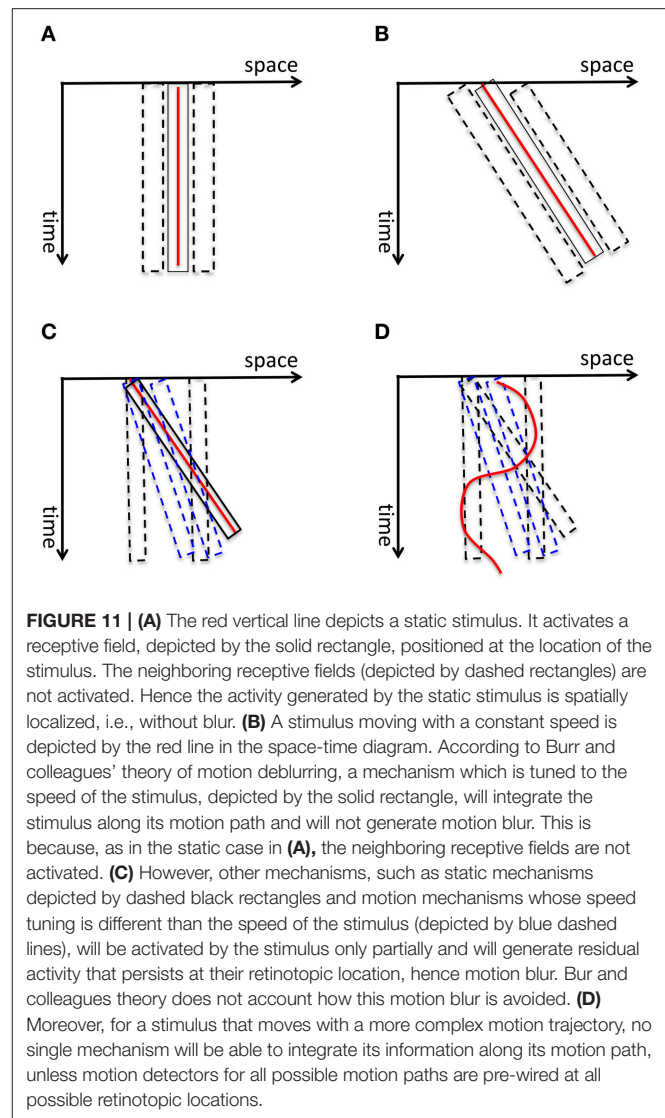 A
B
space
space
time
time
C
D
space
space
time
time
FIGURE 11 | (A) The red vertical line depicts a static stimulus. It activates a
receptive field, depicted by the solid rectangle, positioned at the location of the
stimulus. The neighboring receptive fields (depicted by dashed rectangles) are
not activated. Hence the activity generated by the static stimulus is spatially
localized, i.e., without blur. (B) A stimulus moving with a constant speed is
depicted by the red line in the space-time diagram. According to Burr and
colleagues' theory of motion deblurring, a mechanism which is tuned to the
speed of the stimulus, depicted by the solid rectangle, will integrate the
stimulus along its motion path and will not generate motion blur. This is
because, as in the static case in (A), the neighboring receptive fields are not
activated. (C) However, other mechanisms, such as static mechanisms
depicted by dashed black rectangles and motion mechanisms whose speed
tuning is different than the speed of the stimulus (depicted by blue dashed
lines), will be activated by the stimulus only partially and will generate residual
activity that persists at their retinotopic location, hence motion blur. Bur and
colleagues theory does not account how this motion blur is avoided. (D)
Moreover, for a stimulus that moves with a more complex motion trajectory, no
single mechanism will be able to integrate its information along its motion path,
unless motion detectors for all possible motion paths are pre-wired at all
possible retinotopic locations.